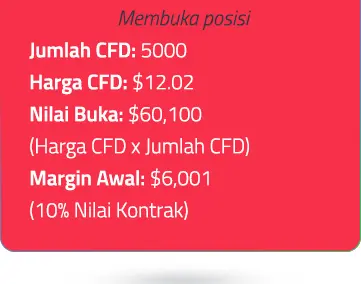 Membuka posisi
Jumlah CFD: 5000
Harga CFD: $12.02
Nilai Buka: $60,100
(Harga CFD x Jumlah CFD)
Margin Awal: $6,001
(10% Nilai Kontrak)